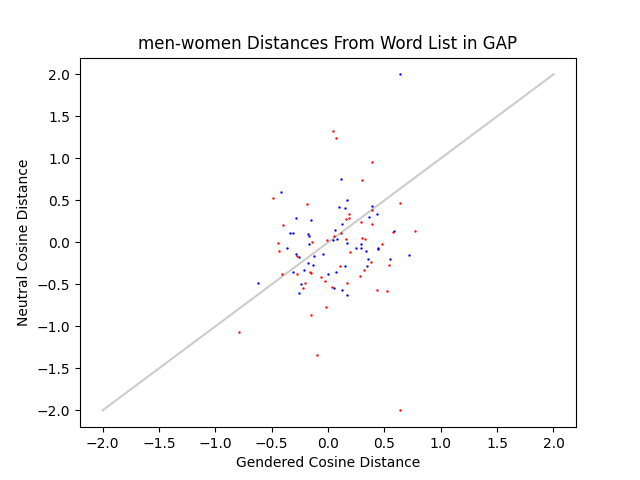 men-women Distances From Word List in GAP
2.0
1.5
1.0
0.5
0.0
−0.5
−1.0
−1.5
−2.0
Neutral Cosine Distance
−2.0 −1.5 −1.0 −0.5 0.0 0.5 1.0 1.5 2.0
Gendered Cosine Distance